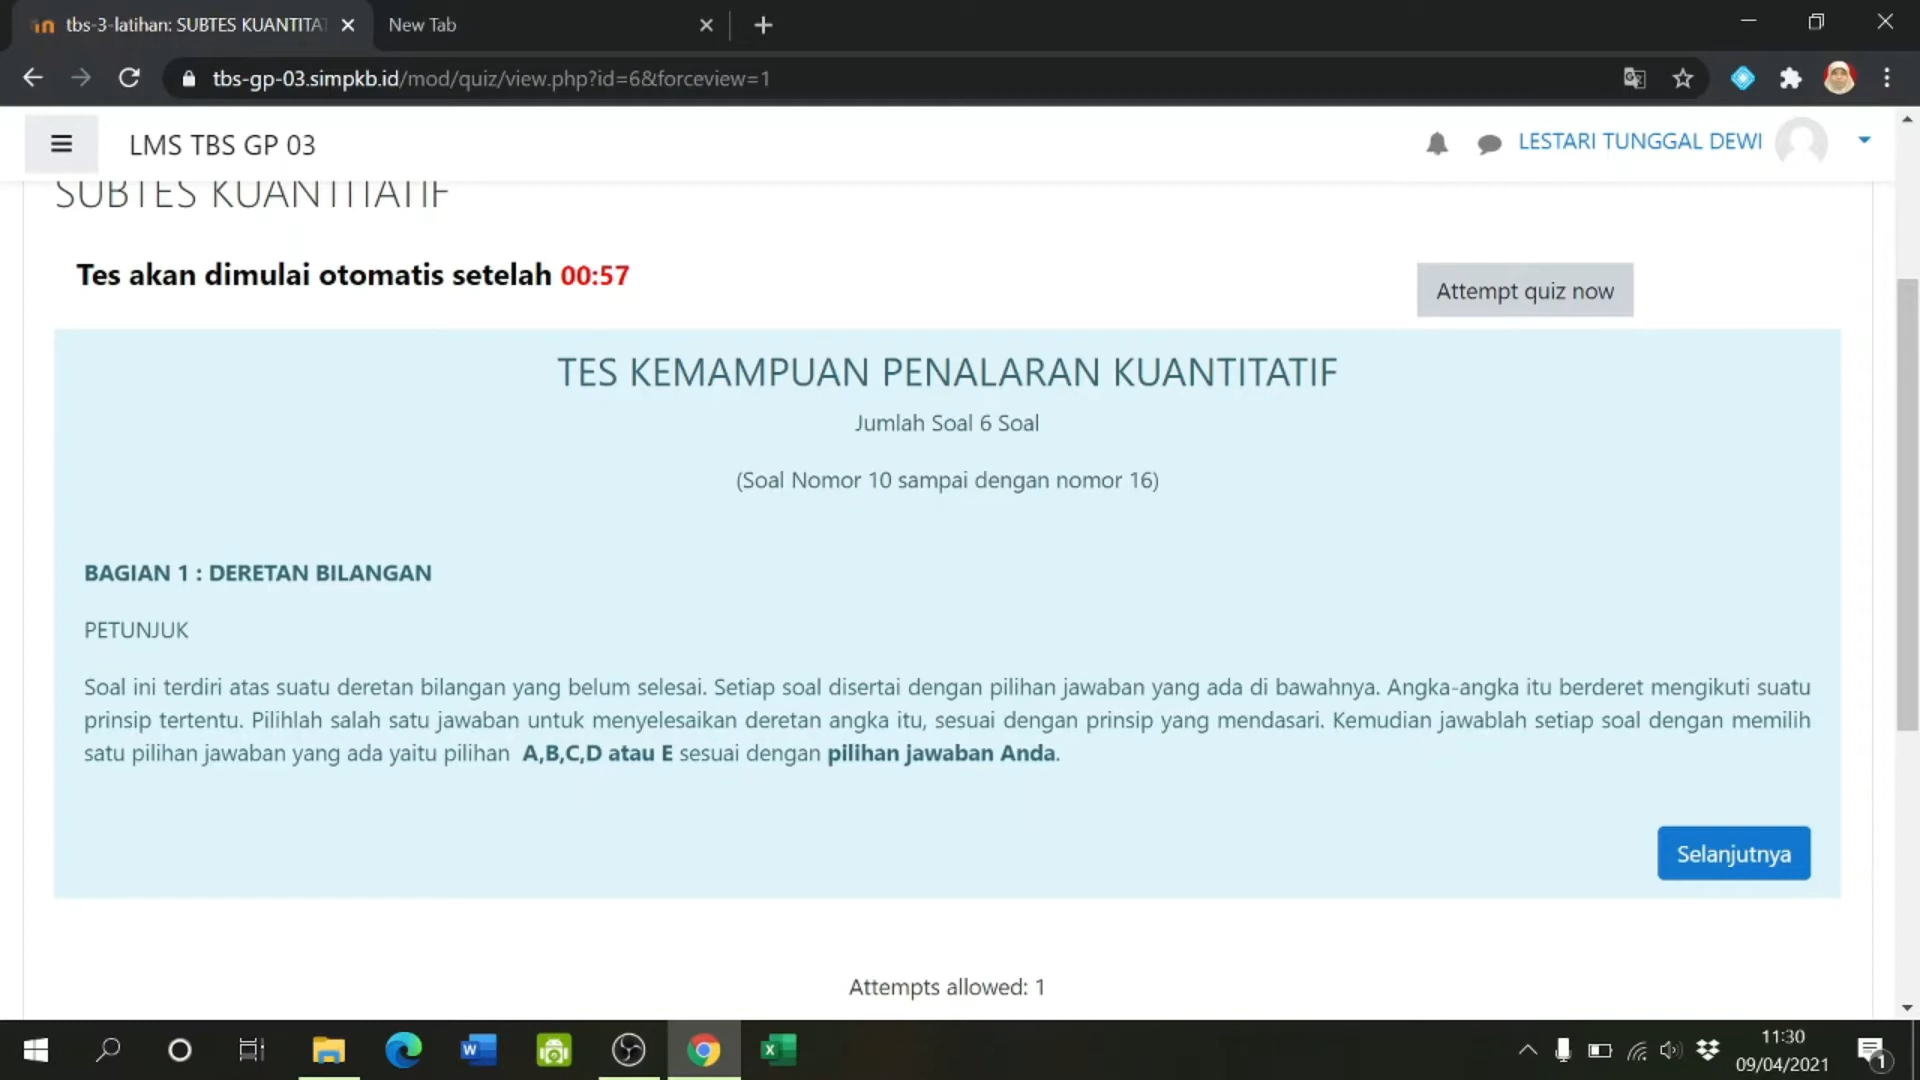 tbs-3-latihan: SUBTES KUANTITAT
New Tab
tbs-gp-03.simpkb.id/mod/quiz/view.php?id=6&forceview=1
LMS TBS GP 03
LESTARI TUNGGAL DEWI
SUBTES KUANTITATIF
Tes akan dimulai otomatis setelah 00:57
Attempt quiz now
TES KEMAMPUAN PENALARAN KUANTITATIF
Jumlah Soal 6 Soal
(Soal Nomor 10 sampai dengan nomor 16)
BAGIAN 1 : DERETAN BILANGAN
PETUNJUK
Soal ini terdiri atas suatu deretan bilangan yang belum selesai. Setiap soal disertai dengan pilihan jawaban yang ada di bawahnya. Angka-angka itu berderet mengikuti suatu
prinsip tertentu. Pilihlah salah satu jawaban untuk menyelesaikan deretan angka itu, sesuai dengan prinsip yang mendasari. Kemudian jawablah setiap soal dengan memilih
satu pilihan jawaban yang ada yaitu pilihan A,B,C,D atau E sesuai dengan pilihan jawaban Anda.
Selanjutnya
Attempts allowed: 1
11:30
09/04/2021
1